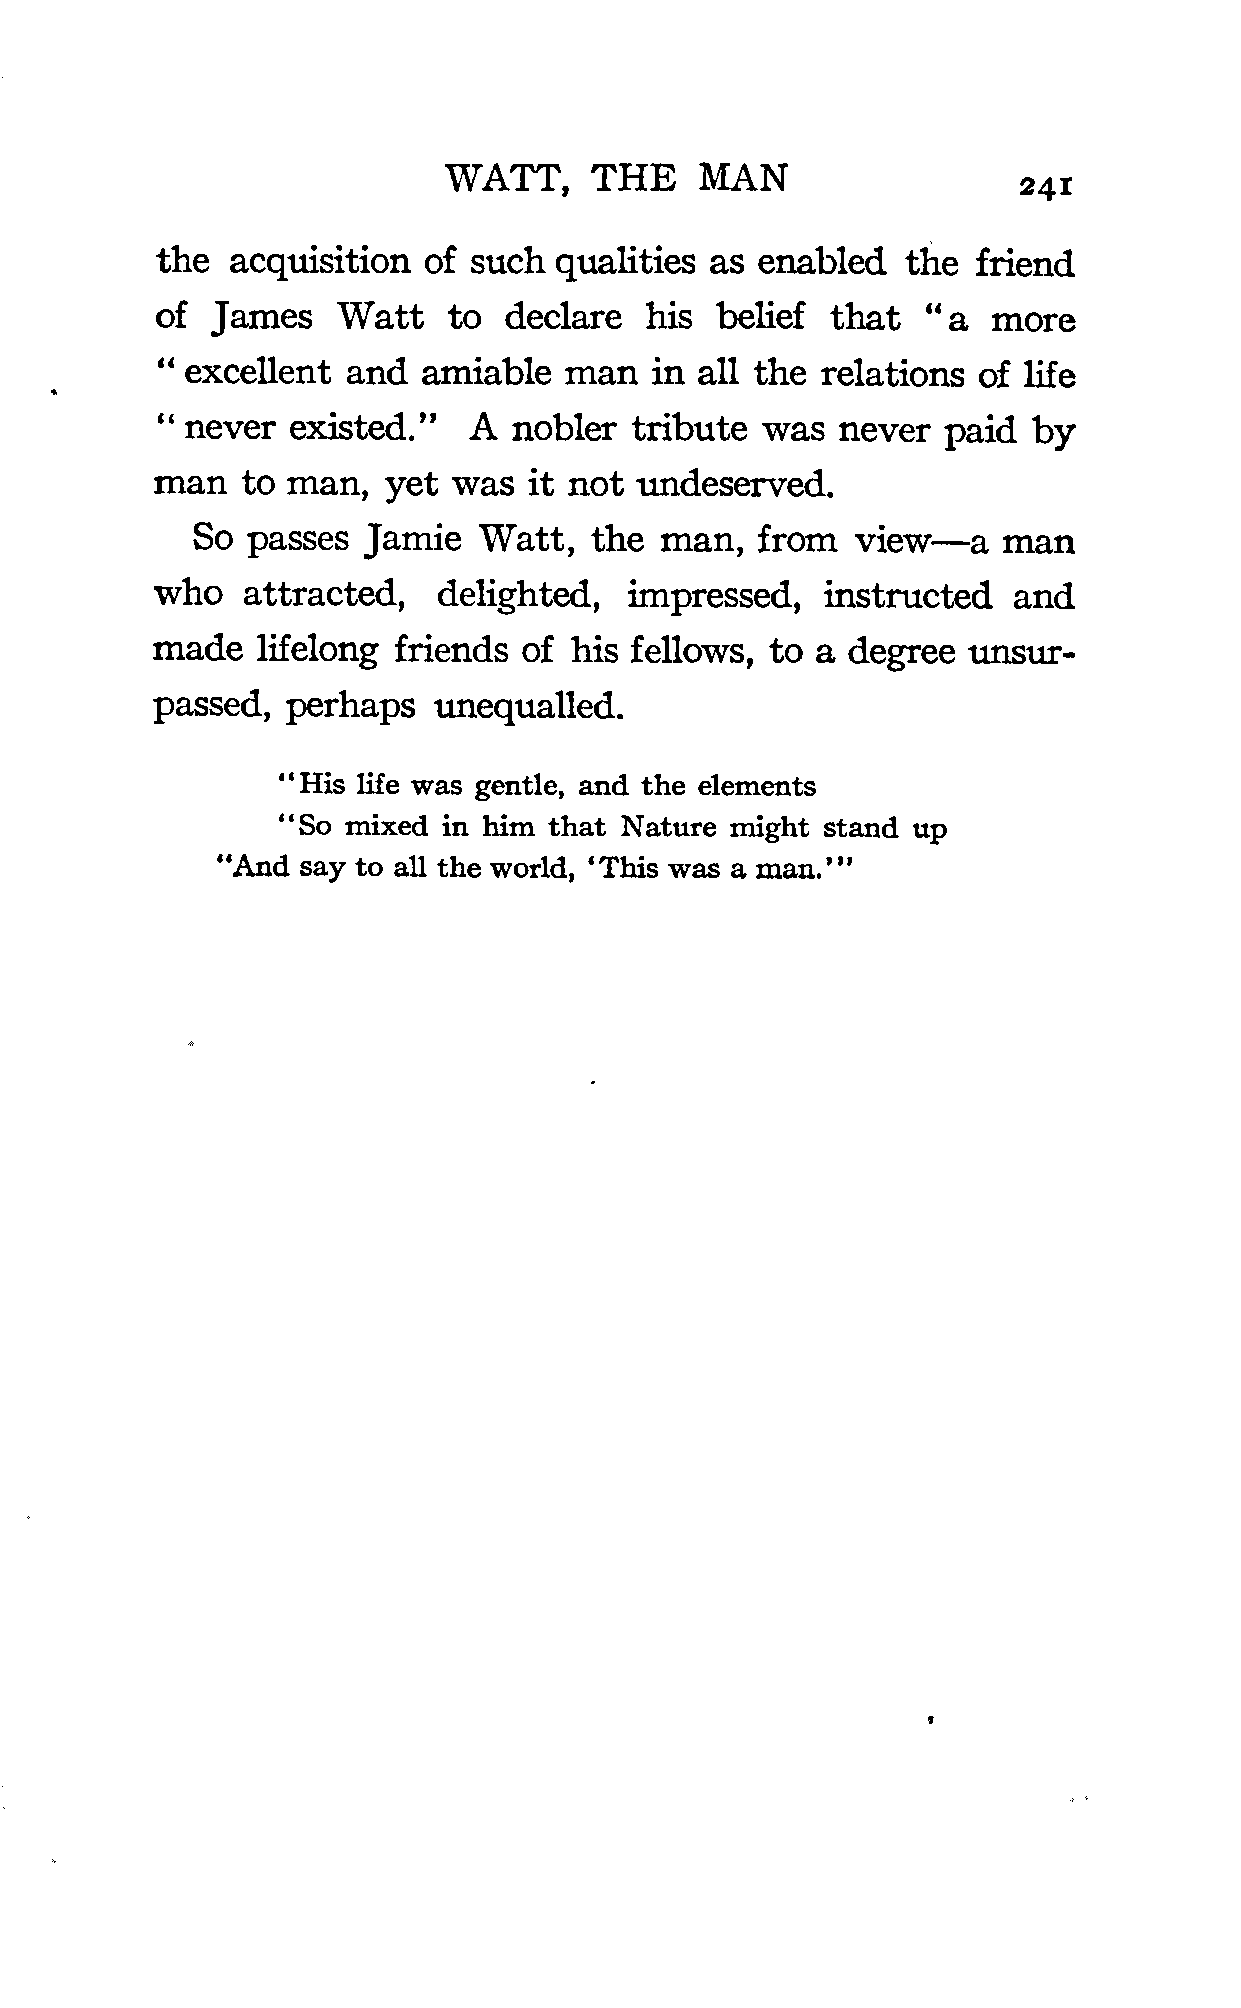 WATT, THE MAN 241
the acquisition of such qualities as enabled the friend
of James Watt to declare his belief that "a more
"excellent and amiable man in all the relations of life
"never existed." A nobler tribute was never paid by
man to man, yet was it not undeserved.
So passes Jamie Watt, the man, from view—a man
who attracted, delighted, impressed, instructed and
made lifelong friends of his fellows, to a degree unsur-
passed, perhaps unequalled.
"His life was gentle, and the elements
"So mixed in him that Nature might stand up
"And say to all the world, 'This was a man.'"